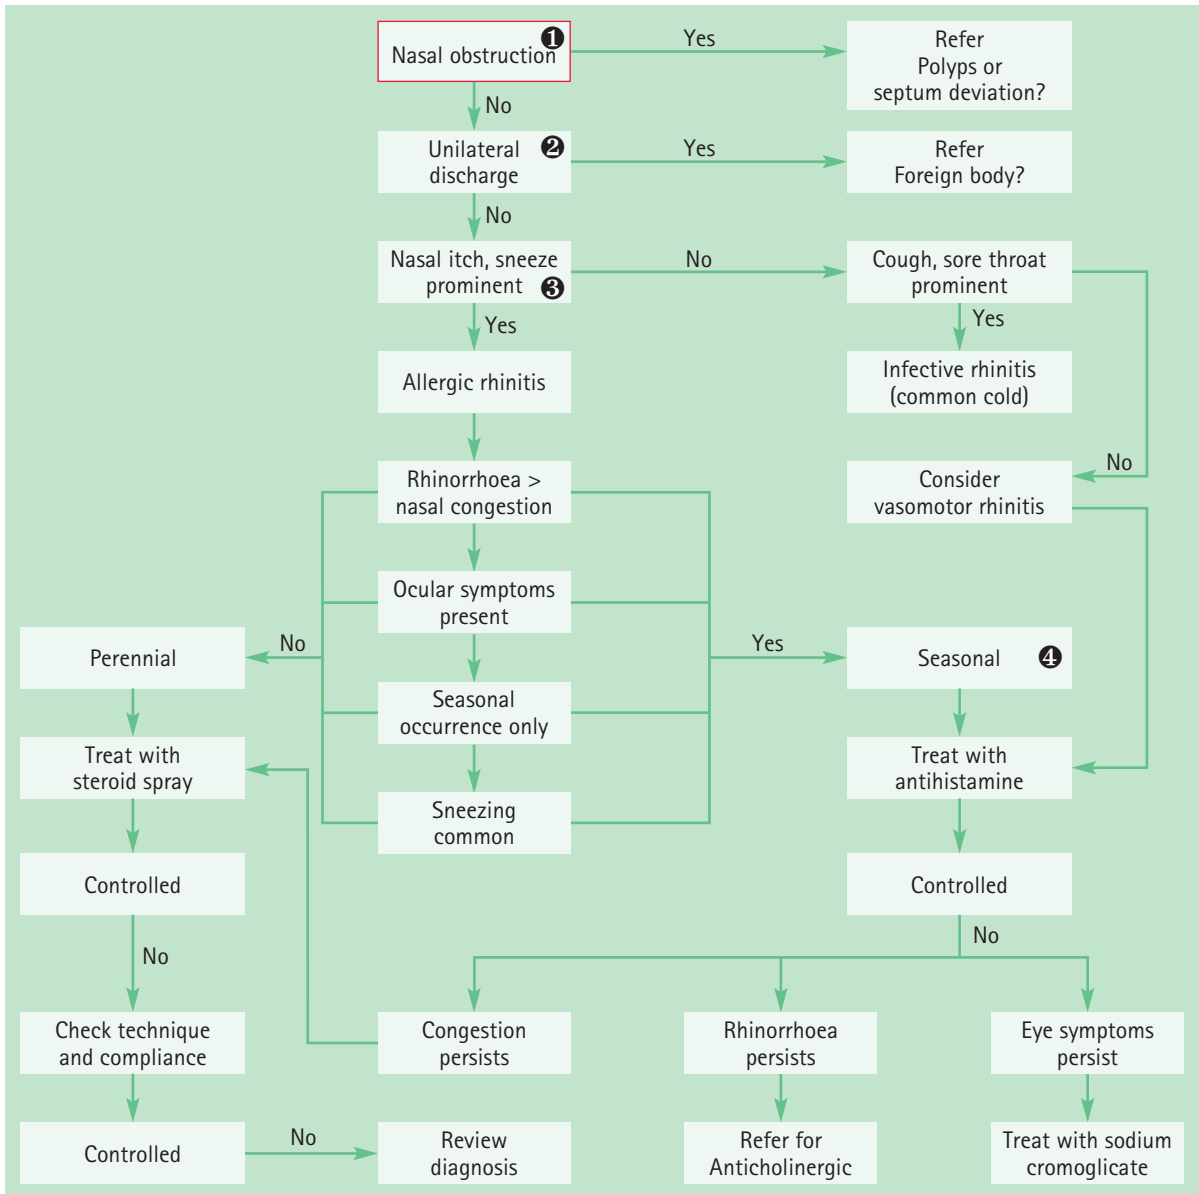 Nasal obstruction ❶
Yes
Refer
Polyps or
septum deviation?
No
Unilateral ❷
discharge
Yes
Refer
Foreign body?
No
Nasal itch, sneeze
prominent ❸
No
Cough, sore throat
prominent
Yes
Yes
Allergic rhinitis
Infective rhinitis
(common cold)
No
Rhinorrhoea >
nasal congestion
Consider
vasomotor rhinitis
Ocular symptoms
present
No
Yes
Perennial
Seasonal ❹
Seasonal
occurrence only
Treat with
steroid spray
Treat with
antihistamine
Sneezing
common
Controlled
Controlled
No
No
Check technique
and compliance
Congestion
persists
Rhinorrhoea
persists
Eye symptoms
persist
Controlled
No
Review
diagnosis
Refer for
Anticholinergic
Treat with sodium
cromoglicate